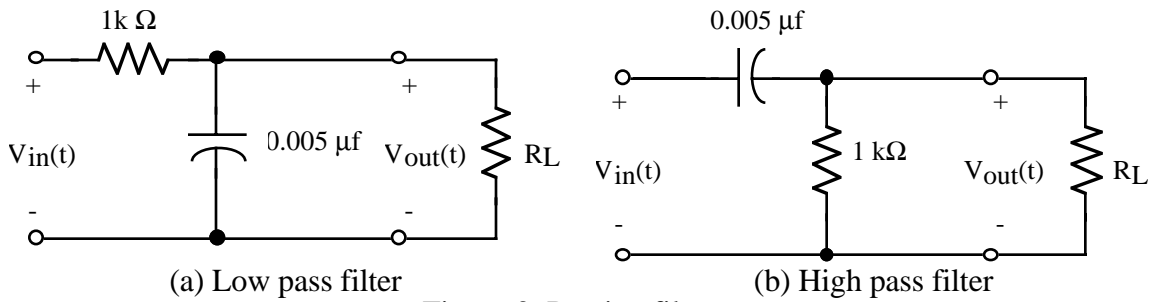 1k Ω
+
Vin(t)
-
0.005 μf
+
Vout(t)
-
RL
(a) Low pass filter
0.005 μf
+
Vin(t)
-
1 kΩ
+
Vout(t)
-
RL
(b) High pass filter